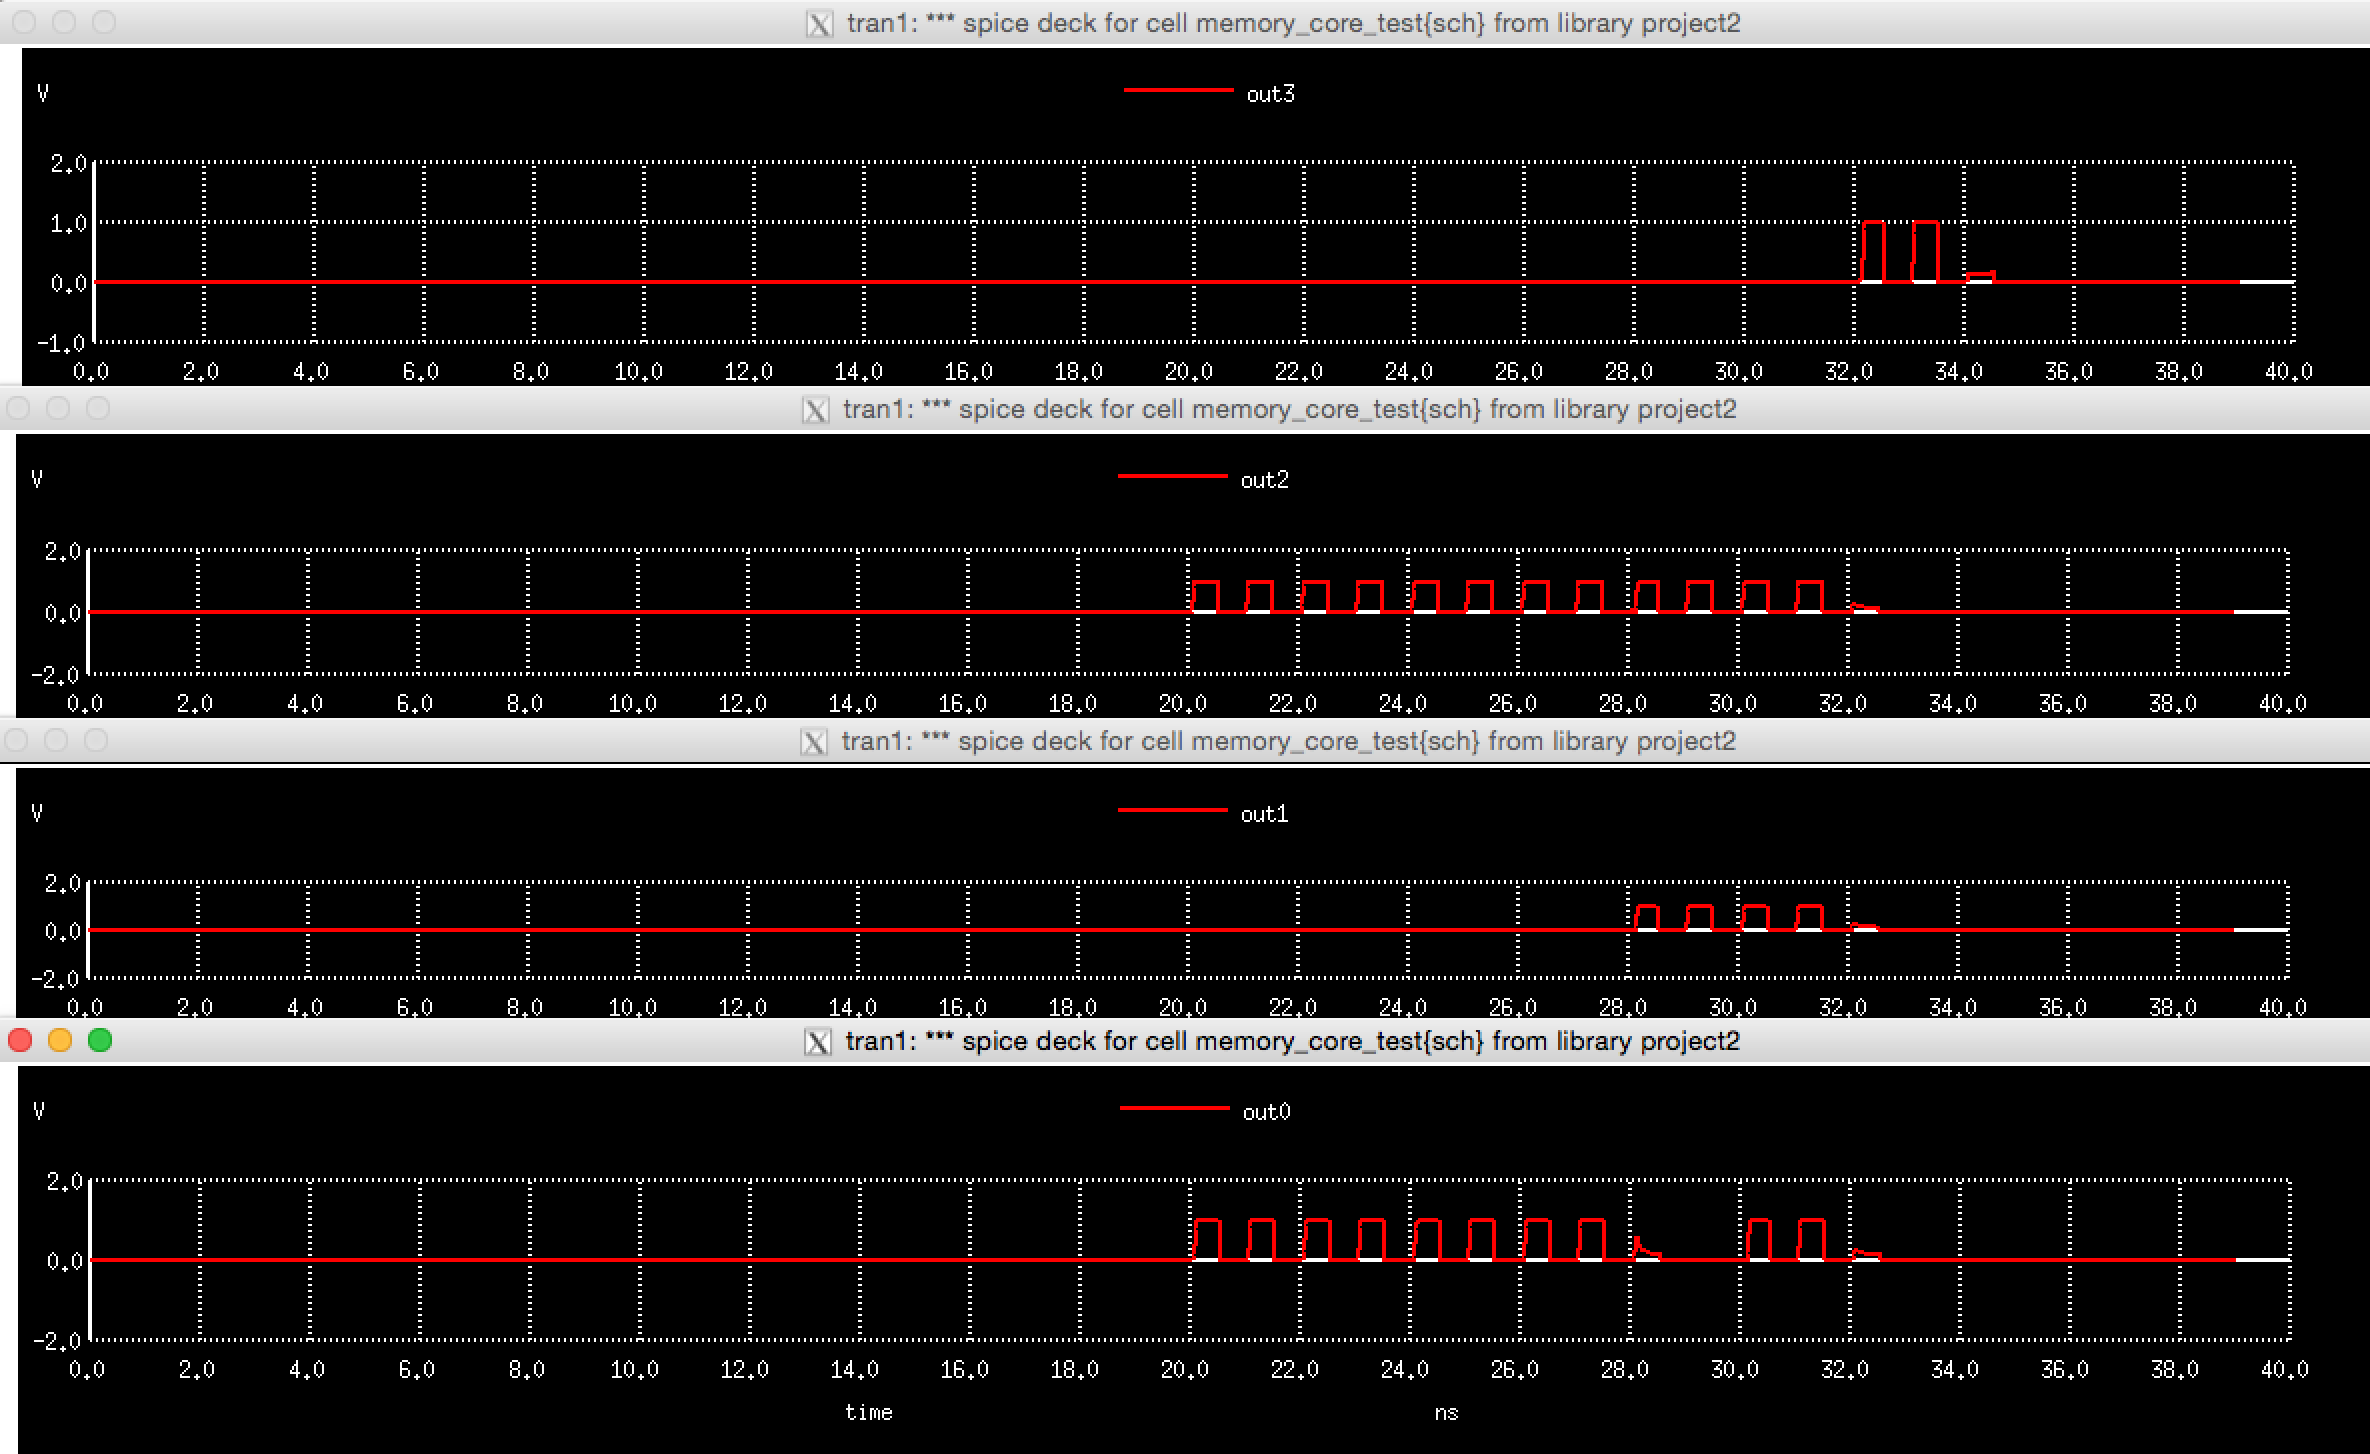 tran1: *** spice deck for cell memory_core_test{sch} from library project2
V
out3
2.0
1.0
0.0
-1.0
0.0 2.0 4.0 6.0 8.0 10.0 12.0 14.0 16.0 18.0 20.0 22.0 24.0 26.0 28.0 30.0 32.0 34.0 36.0 38.0 40.0
tran1: *** spice deck for cell memory_core_test{sch} from library project2
V
out2
2.0
0.0
-2.0
0.0 2.0 4.0 6.0 8.0 10.0 12.0 14.0 16.0 18.0 20.0 22.0 24.0 26.0 28.0 30.0 32.0 34.0 36.0 38.0 40.0
tran1: *** spice deck for cell memory_core_test{sch} from library project2
V
out1
2.0
0.0
-2.0
0.0 2.0 4.0 6.0 8.0 10.0 12.0 14.0 16.0 18.0 20.0 22.0 24.0 26.0 28.0 30.0 32.0 34.0 36.0 38.0 40.0
tran1: *** spice deck for cell memory_core_test{sch} from library project2
V
out0
2.0
0.0
-2.0
0.0 2.0 4.0 6.0 8.0 10.0 12.0 14.0 16.0 18.0 20.0 22.0 24.0 26.0 28.0 30.0 32.0 34.0 36.0 38.0 40.0
time ns